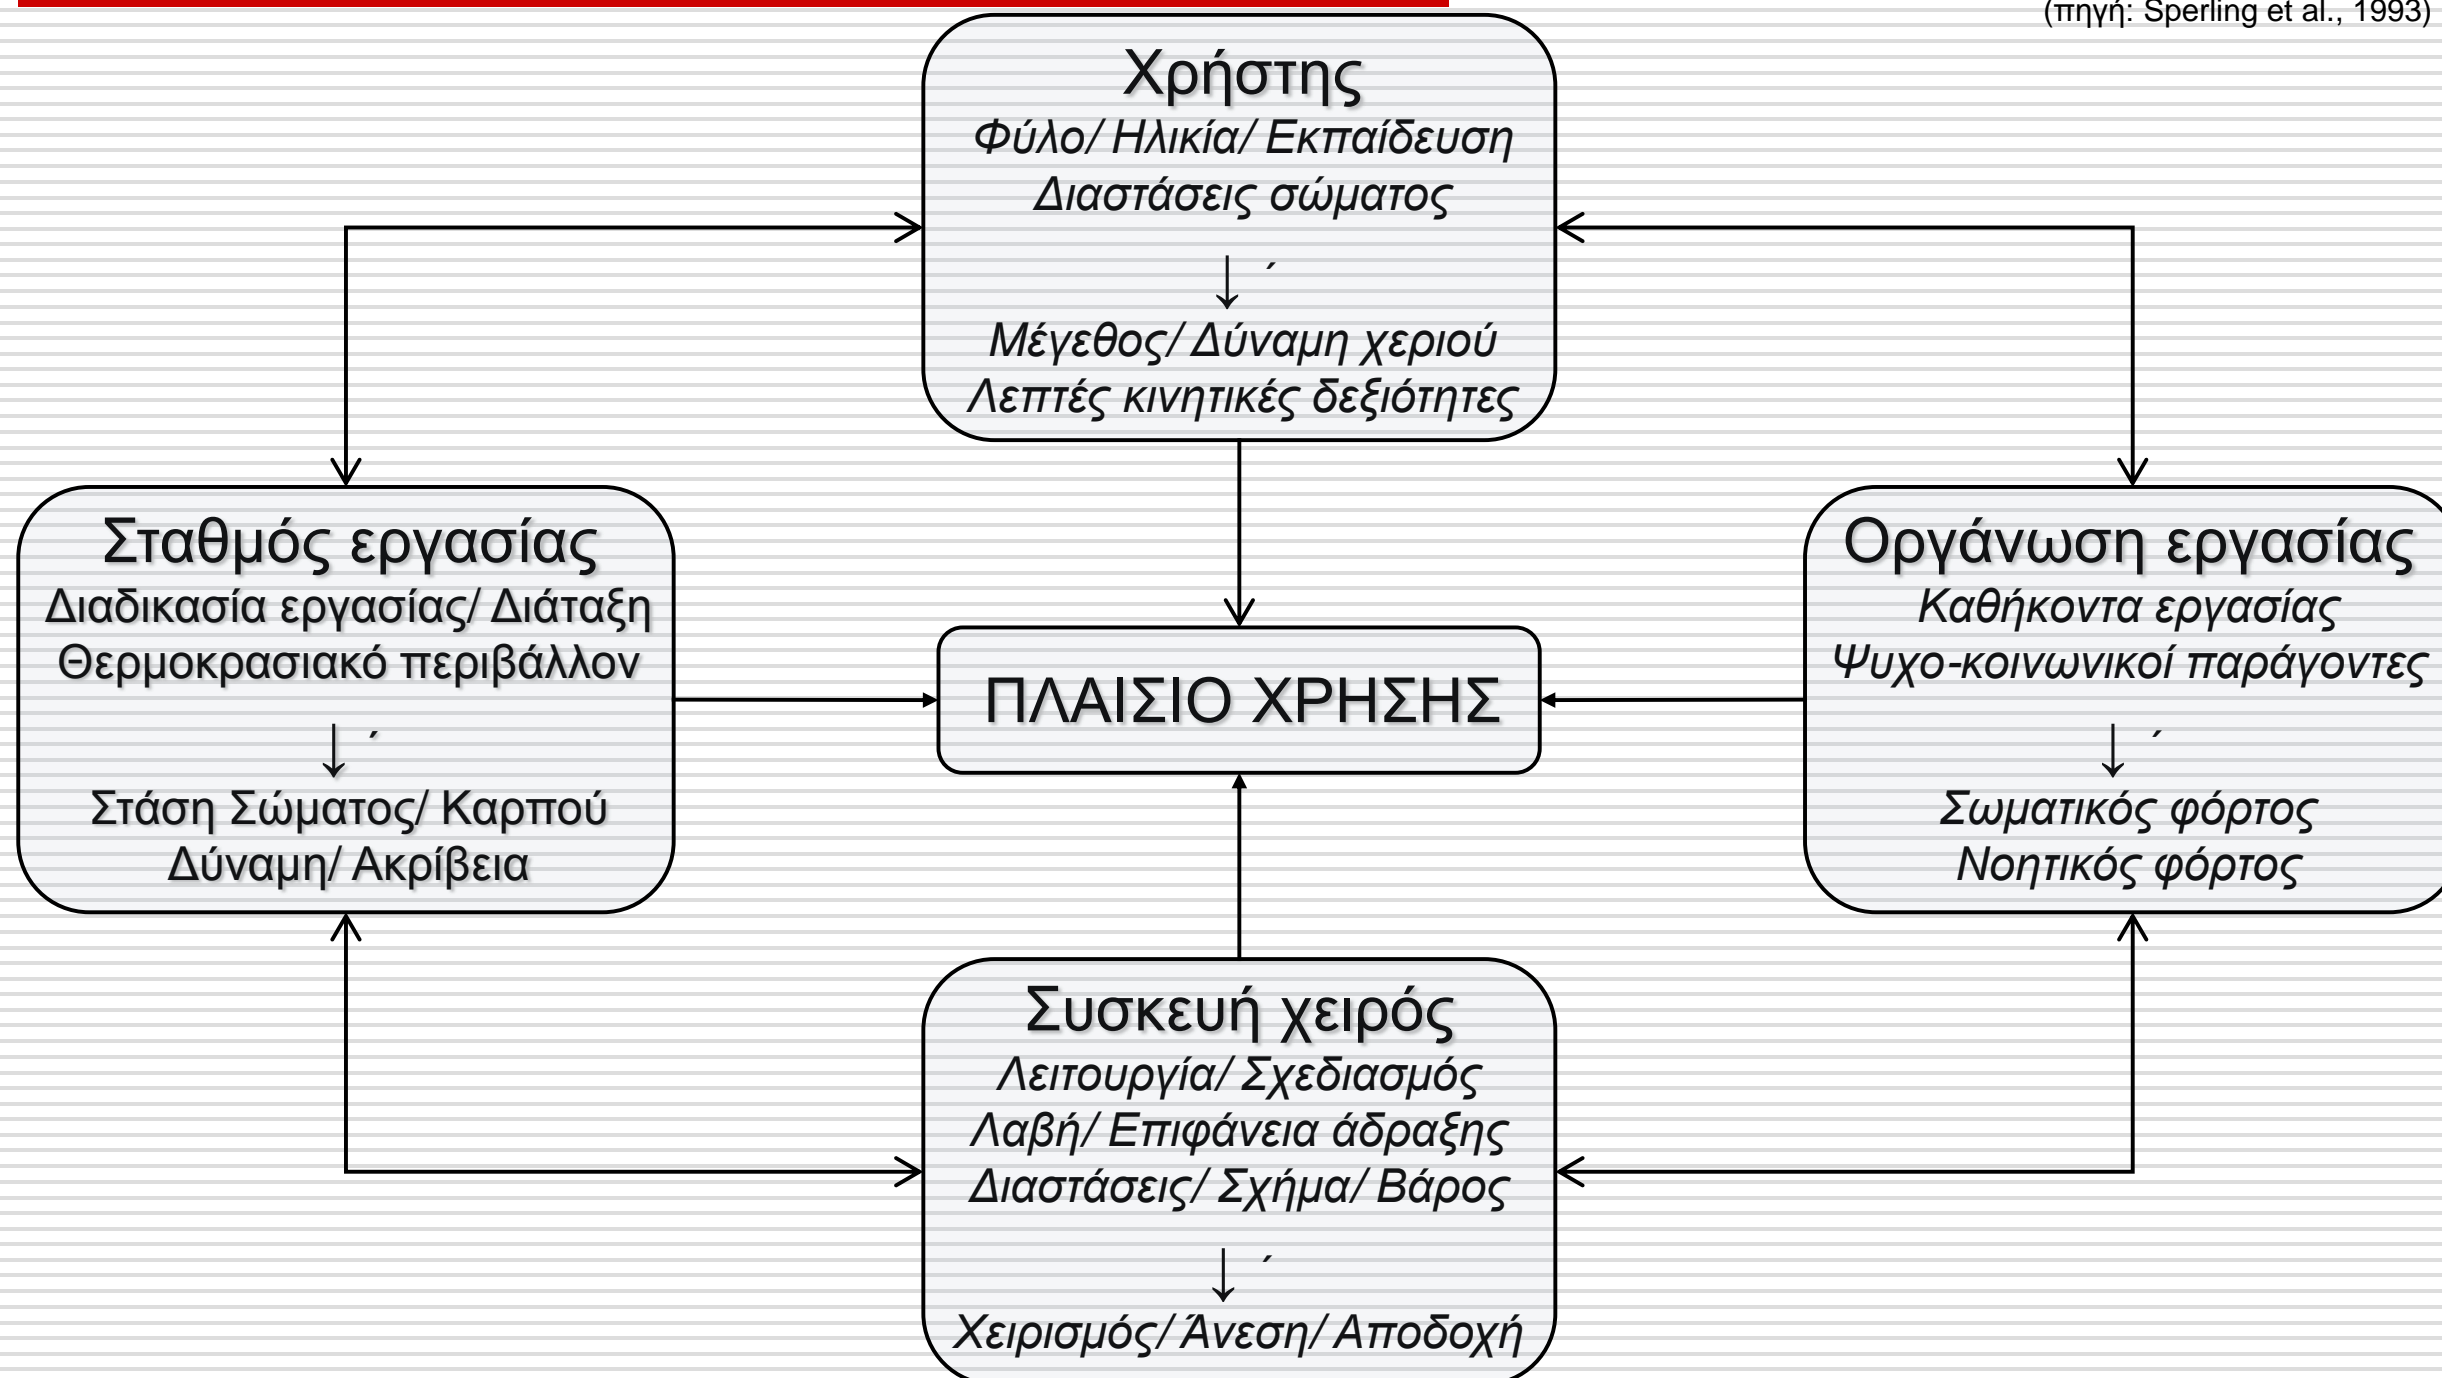 (πηγή: Sperling et al., 1993)
Χρήστης
Φύλο/ Ηλικία/ Εκπαίδευση
Διαστάσεις σώματος
↓ ΄
Μέγεθος/ Δύναμη χεριού
Λεπτές κινητικές δεξιότητες
Σταθμός εργασίας
Διαδικασία εργασίας/ Διάταξη
Θερμοκρασιακό περιβάλλον
↓ ΄
Στάση Σώματος/ Καρπού
Δύναμη/ Ακρίβεια
ΠΛΑΙΣΙΟ ΧΡΗΣΗΣ
Οργάνωση εργασίας
Καθήκοντα εργασίας
Ψυχο-κοινωνικοί παράγοντες
↓ ΄
Σωματικός φόρτος
Νοητικός φόρτος
Συσκευή χειρός
Λειτουργία/ Σχεδιασμός
Λαβή/ Επιφάνεια άδραξης
Διαστάσεις/ Σχήμα/ Βάρος
↓ ΄
Χειρισμός/ Άνεση/ Αποδοχή